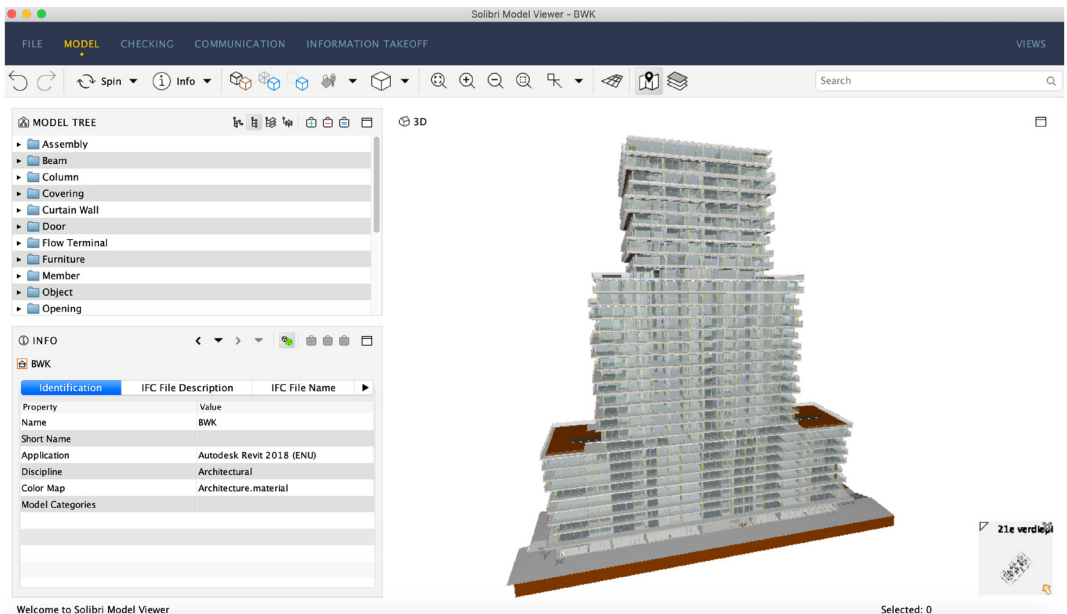 Solibri Model Viewer - BWK
FILE MODEL CHECKING COMMUNICATION INFORMATION TAKEOFF VIEWS
Spin Info Search
MODEL TREE
Assembly
Beam
Column
Covering
Curtain Wall
Door
Flow Terminal
Furniture
Member
Object
Opening
INFO
BWK
Identification IFC File Description IFC File Name
Property Value
Name BWK
Short Name
Application Autodesk Revit 2018 (ENU)
Discipline Architectural
Color Map Architecture.material
Model Categories
3D
21e verdiepi
Welcome to Solibri Model Viewer Selected: 0